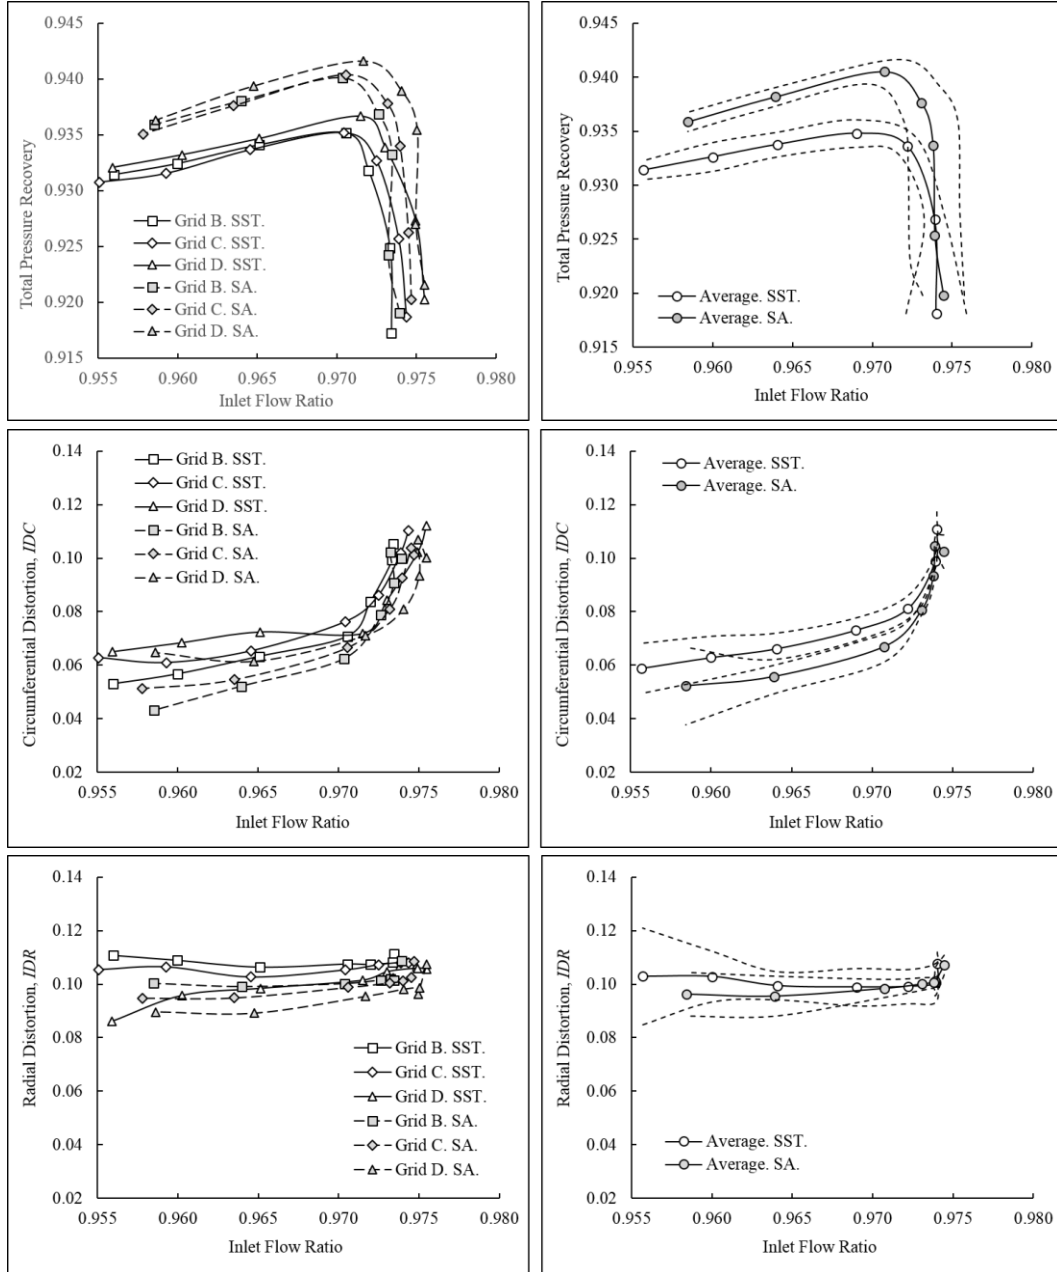 0.945
0.940
0.935
0.930
0.925
0.920
0.915
Total Pressure Recovery
Grid B. SST.
Grid C. SST.
Grid D. SST.
Grid B. SA.
Grid C. SA.
Grid D. SA.
0.955 0.960 0.965 0.970 0.975 0.980
Inlet Flow Ratio
0.945
0.940
0.935
0.930
0.925
0.920
0.915
Total Pressure Recovery
Average. SST.
Average. SA.
0.955 0.960 0.965 0.970 0.975 0.980
Inlet Flow Ratio
0.14
0.12
0.10
0.08
0.06
0.04
0.02
Circumferential Distortion, IDC
Grid B. SST.
Grid C. SST.
Grid D. SST.
Grid B. SA.
Grid C. SA.
Grid D. SA.
0.955 0.960 0.965 0.970 0.975 0.980
Inlet Flow Ratio
0.14
0.12
0.10
0.08
0.06
0.04
0.02
Circumferential Distortion, IDC
Average. SST.
Average. SA.
0.955 0.960 0.965 0.970 0.975 0.980
Inlet Flow Ratio
0.14
0.12
0.10
0.08
0.06
0.04
0.02
Radial Distortion, IDR
Grid B. SST.
Grid C. SST.
Grid D. SST.
Grid B. SA.
Grid C. SA.
Grid D. SA.
0.955 0.960 0.965 0.970 0.975 0.980
Inlet Flow Ratio
0.14
0.12
0.10
0.08
0.06
0.04
0.02
Radial Distortion, IDR
Average. SST.
Average. SA.
0.955 0.960 0.965 0.970 0.975 0.980
Inlet Flow Ratio